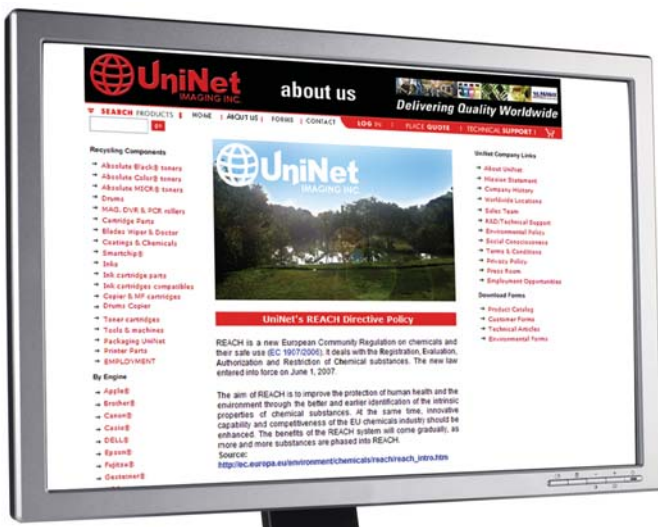 UniNet
IMAGING INC.
about us
Delivering Quality Worldwide
SEARCH PRODUCTS | HOME | ABOUT US | FORMS | CONTACT
LOG IN | PLACE QUOTE | TECHNICAL SUPPORT |
go
Recycling Components
Absolute Black® toners
Absolute Color® toners
Absolute MICR® toners
Drums
MAG, DVR & PCR rollers
Cartridge Parts
Blades Wiper & Doctor
Coatings & Chemicals
Smartchip®
Inks
Ink cartridge parts
Ink cartridges compatibles
Copier & MF cartridges
Drums Copier
Toner cartridges
Tools & machines
Packaging UNINet
Printer Parts
EMPLOYMENT
By Engine
Apple®
Brother®
Canon®
Casio®
DELL®
Epson®
Fujitsu®
Gestetner®
UniNet
IMAGING INC.
UniNet's REACH Directive Policy
REACH is a new European Community Regulation on chemicals and
their safe use (EC 1907/2006). It deals with the Registration, Evaluation,
Authorization and Restriction of Chemical substances. The new law
entered into force on June 1, 2007.
The aim of REACH is to improve the protection of human health and the
environment through the better and earlier identification of the intrinsic
properties of chemical substances. At the same time, innovative
capability and competitiveness of the EU chemicals industry should be
enhanced. The benefits of the REACH system will come gradually, as
more and more substances are phased into REACH.
Source:
http://ec.europa.eu/environment/chemicals/reach/reach_intro.htm
UniNet Company Links
About UniNet
Mission Statement
Company History
Worldwide Locations
Sales Team
R&D/Technical Support
Environmental Policy
Social Consciousness
Terms & Conditions
Privacy Policy
Press Room
Employment Opportunities
Download Forms
Product Catalog
Customer Forms
Technical Articles
Environmental Forms